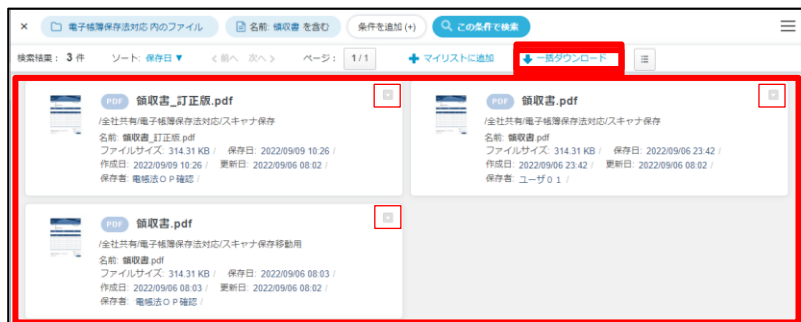 × 電子帳簿保存法対応 内のファイル 名前: 領収書 を含む 条件を追加 (+) この条件で検索
検索結果： 3 件 ソート: 保存日▼ < 前へ 次へ > ページ： 1 / 1 マイリストに追加 一括ダウンロード
PDF 領収書_訂正版.pdf
/全社共有/電子帳簿保存法対応/スキャナ保存
名前: 領収書_訂正版.pdf
ファイルサイズ: 314.31 KB / 保存日: 2022/09/09 10:26 /
作成日: 2022/09/09 10:26 / 更新日: 2022/09/06 08:02 /
保存者: 電帳法ＯＰ確認 /
PDF 領収書.pdf
/全社共有/電子帳簿保存法対応/スキャナ保存
名前: 領収書.pdf
ファイルサイズ: 314.31 KB / 保存日: 2022/09/06 23:42 /
作成日: 2022/09/06 23:42 / 更新日: 2022/09/06 08:02 /
保存者: ユーザ０１ /
PDF 領収書.pdf
/全社共有/電子帳簿保存法対応/スキャナ保存移動用
名前: 領収書.pdf
ファイルサイズ: 314.31 KB / 保存日: 2022/09/06 08:03 /
作成日: 2022/09/06 08:03 / 更新日: 2022/09/06 08:02 /
保存者: 電帳法ＯＰ確認 /